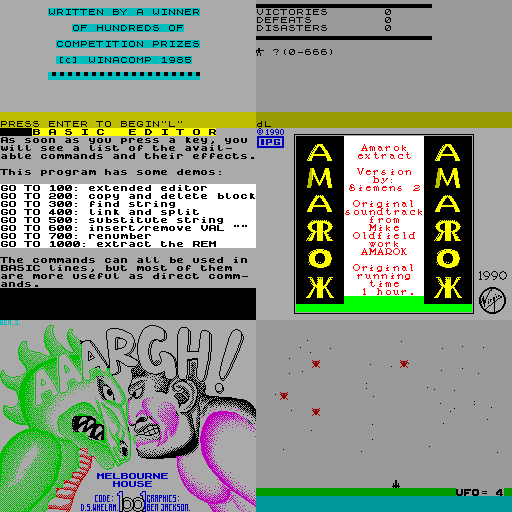 WRITTEN BY A WINNER
OF HUNDREDS OF
COMPETITION PRIZES
(c) WINACOMP 1985
PRESS ENTER TO BEGIN"L"
VICTORIES 0
DEFEATS 0
DISASTERS 0
?(0-666)
dL
BASIC EDITOR
As soon as you press a key, you
will see a list of the avail-
able commands and their effects.
This program has some demos:
GO TO 100: extended editor
GO TO 200: copy and delete block
GO TO 300: find string
GO TO 400: link and split
GO TO 500: substitute string
GO TO 600: insert/remove VAL ""
GO TO 700: renumber
GO TO 1000: extract the REM
The commands can all be used in
BASIC lines, but most of them
are more useful as direct comm-
ands.
©1990
IPG
AMAROK
Amarok
extract
Version
by:
Siemens 2
Original
soundtrack
from
Mike
Oldfield
work
AMAROK
Original
running
time
1 hour.
AMAROK
1990
Virgin
BEN J.
AAARGH!
MELBOURNE
HOUSE
CODE:
D.S.WHELAN.
GRAPHICS:
BEN JACKSON.
UFO= 4